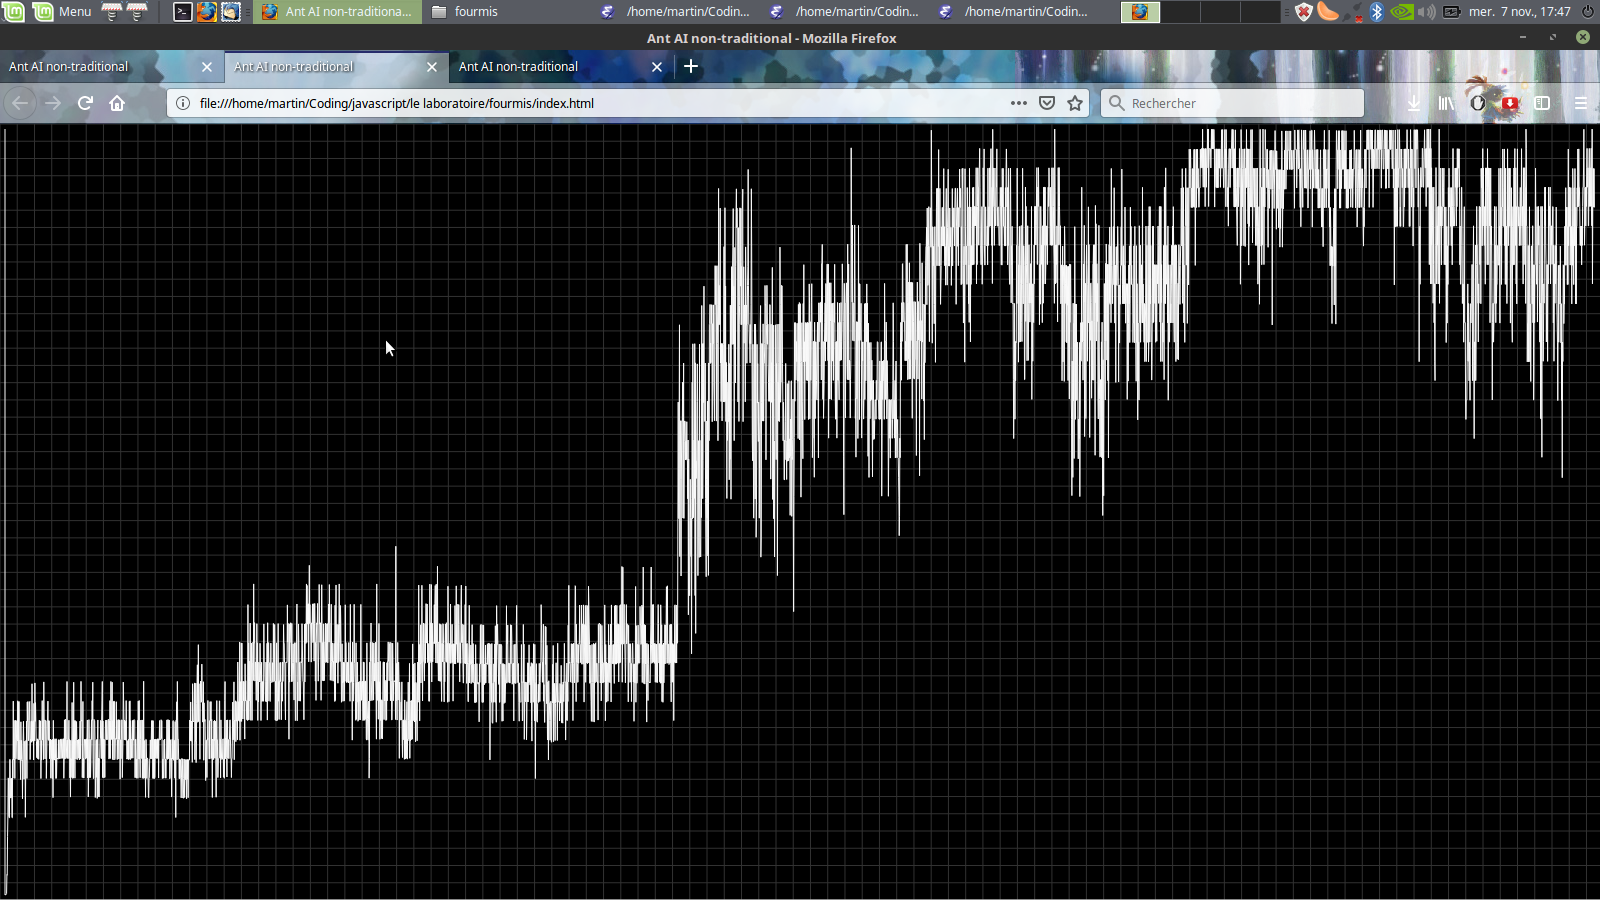 Menu
Ant AI non-traditiona...
fourmis
/home/martin/Codin...
/home/martin/Codin...
/home/martin/Codin...
mer. 7 nov., 17:47
Ant AI non-traditional - Mozilla Firefox
Ant AI non-traditional
Ant AI non-traditional
Ant AI non-traditional
file:///home/martin/Coding/javascript/le laboratoire/fourmis/index.html
Rechercher